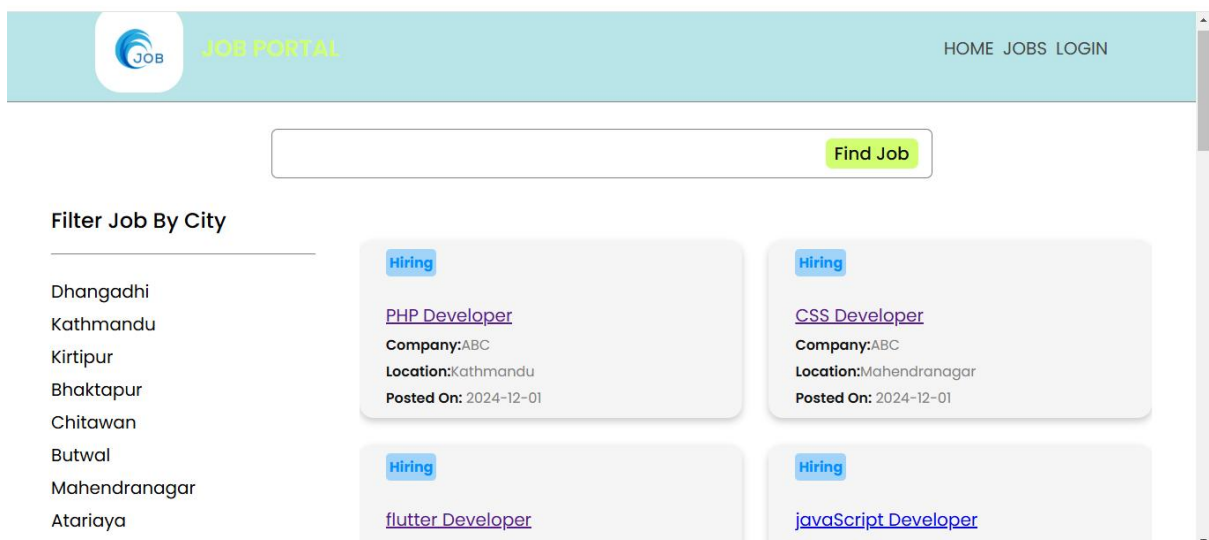 JOB
JOB PORTAL
HOME JOBS LOGIN
Find Job
Filter Job By City
Dhangadhi
Kathmandu
Kirtipur
Bhaktapur
Chitawan
Butwal
Mahendranagar
Atariaya
Hiring
PHP Developer
Company:ABC
Location:Kathmandu
Posted On: 2024-12-01
Hiring
CSS Developer
Company:ABC
Location:Mahendranagar
Posted On: 2024-12-01
Hiring
flutter Developer
Hiring
javaScript Developer